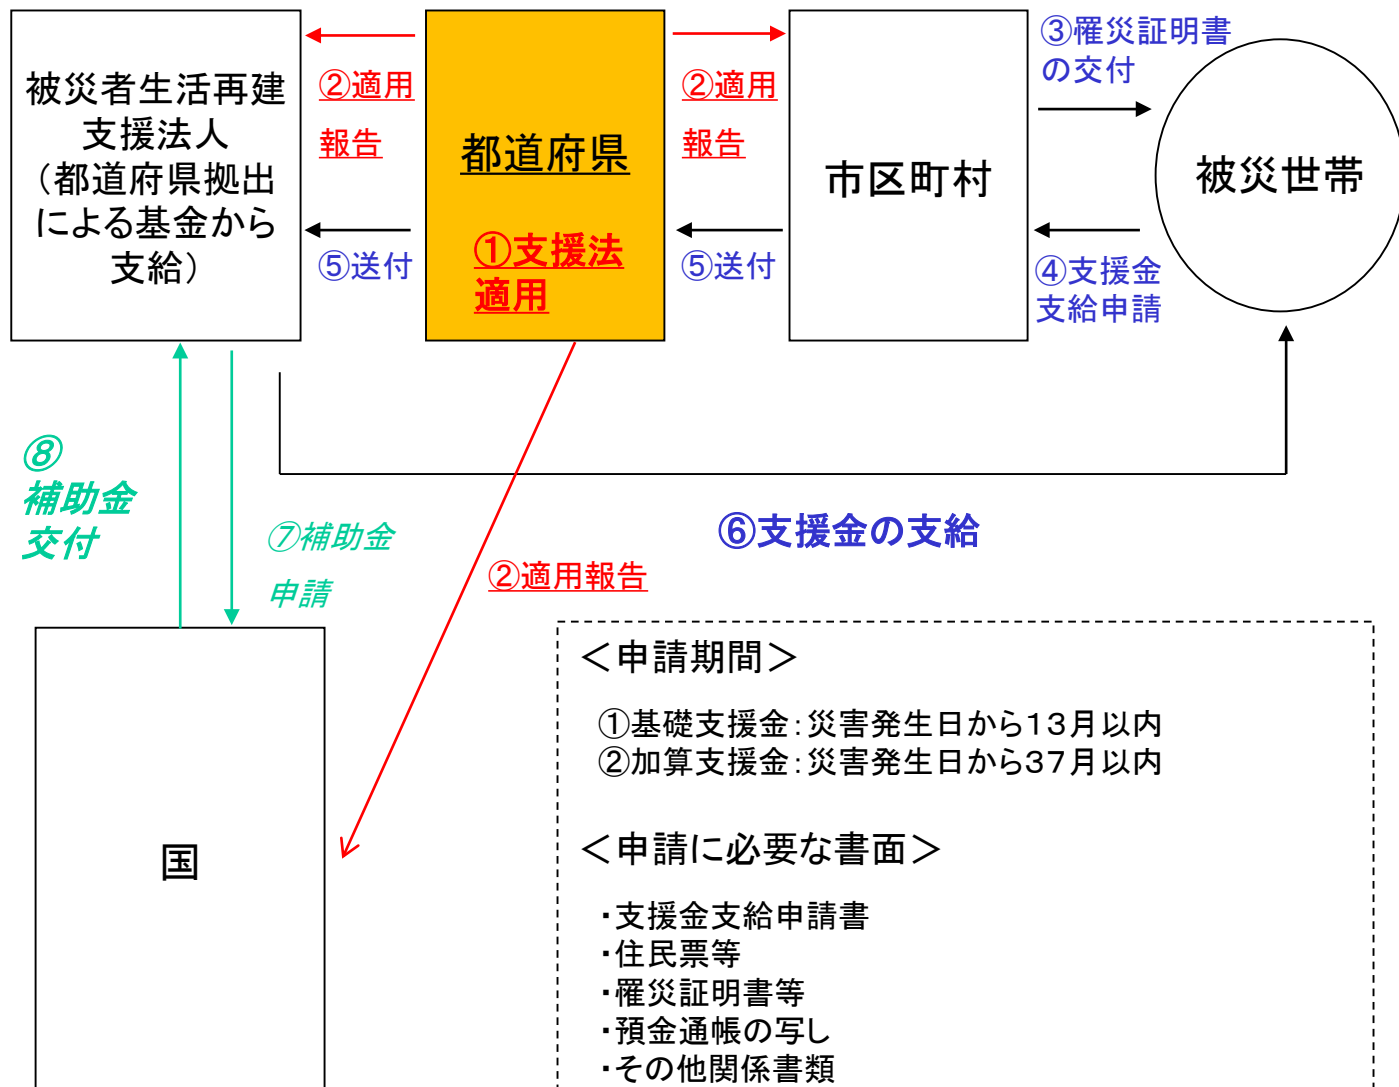 被災者生活再建
支援法人
（都道府県拠出
による基金から
支給）
②適用
報告
⑤送付
都道府県
①支援法
適用
②適用
報告
⑤送付
市区町村
③罹災証明書
の交付
④支援金
支給申請
被災世帯
⑧
補助金
交付
⑦補助金
申請
②適用報告
⑥支援金の支給
国
＜申請期間＞
①基礎支援金：災害発生日から１３月以内
②加算支援金：災害発生日から３７月以内
＜申請に必要な書面＞
・支援金支給申請書
・住民票等
・罹災証明書等
・預金通帳の写し
・その他関係書類